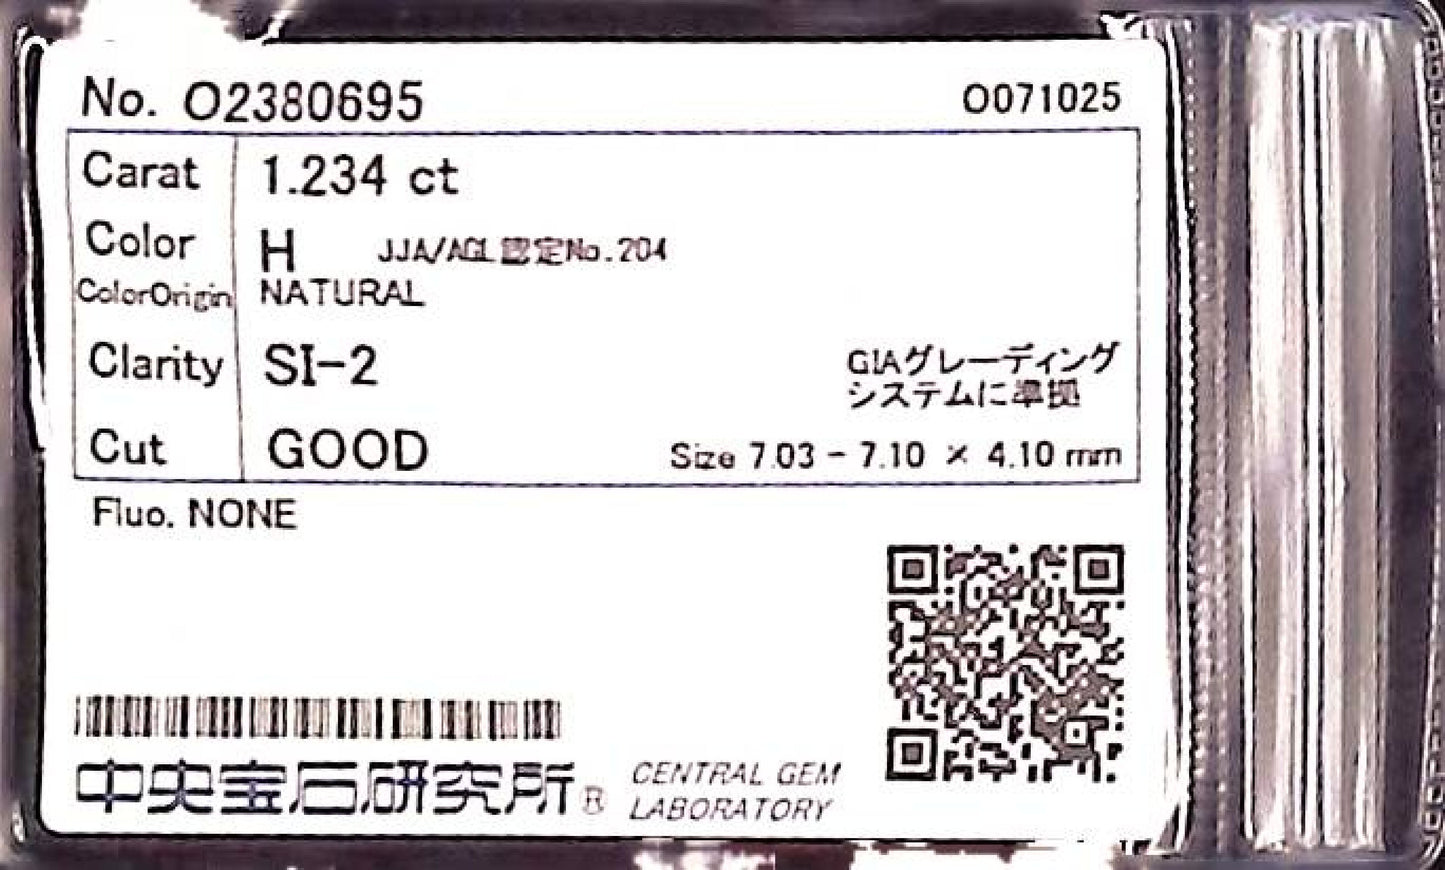 No. O2380695 O071025
Carat 1.234 ct
Color H JJA/AGL認定No.204
ColorOrigin NATURAL
Clarity SI-2
GIAグレーディング
システムに準拠
Cut GOOD Size 7.03 - 7.10 × 4.10 mm
Fluo. NONE
中央宝石研究所® CENTRAL GEM
LABORATORY